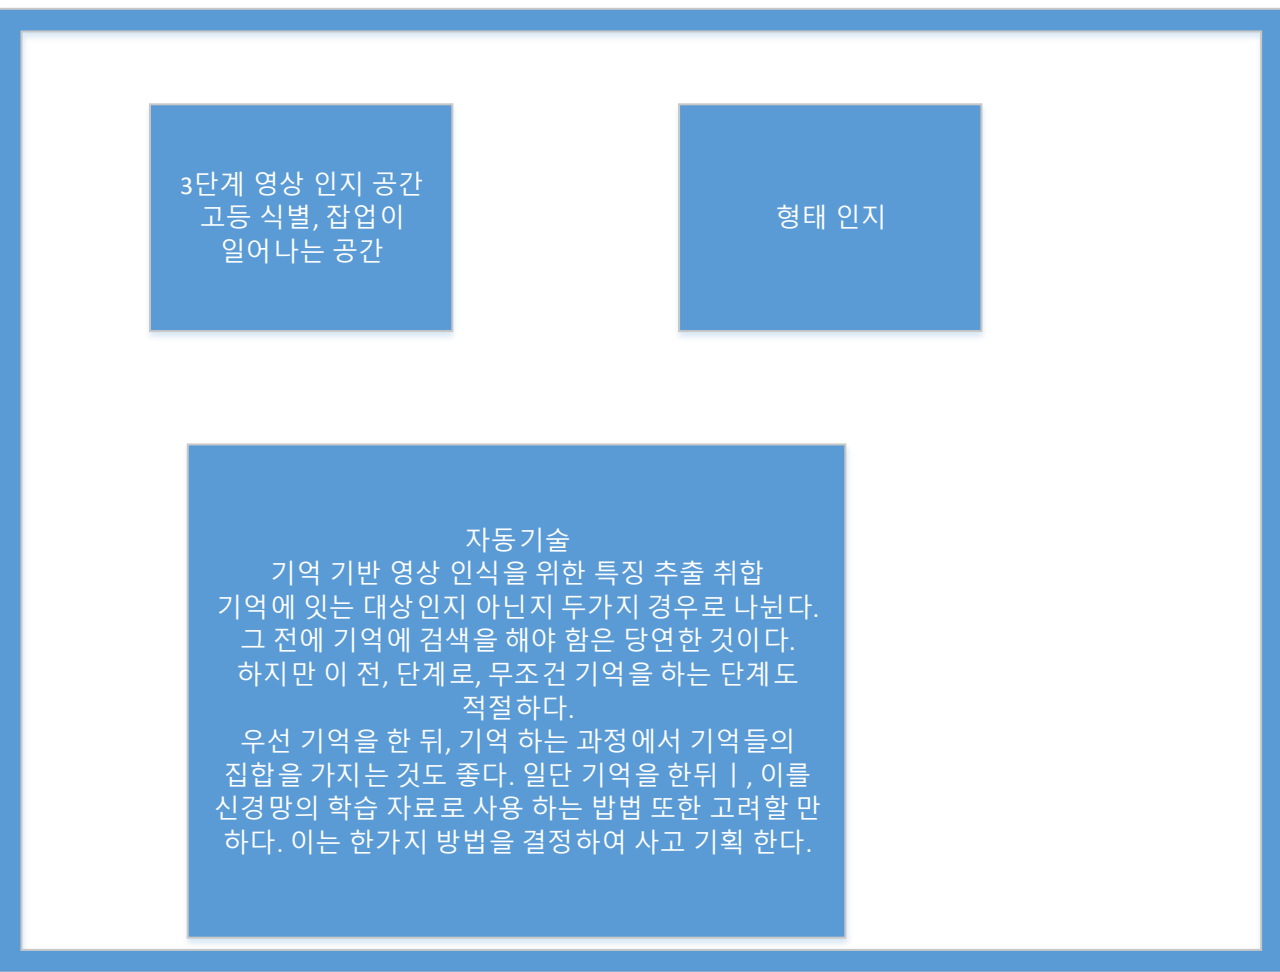 3단계 영상 인지 공간
고등 식별, 잡업이
일어나는 공간
형태 인지
자동기술
기억 기반 영상 인식을 위한 특징 추출 취합
기억에 잇는 대상인지 아닌지 두가지 경우로 나뉜다.
그 전에 기억에 검색을 해야 함은 당연한 것이다.
하지만 이 전, 단계로, 무조건 기억을 하는 단계도
적절하다.
우선 기억을 한 뒤, 기억 하는 과정에서 기억들의
집합을 가지는 것도 좋다. 일단 기억을 한뒤ㅣ, 이를
신경망의 학습 자료로 사용 하는 밥법 또한 고려할 만
하다. 이는 한가지 방법을 결정하여 사고 기획 한다.